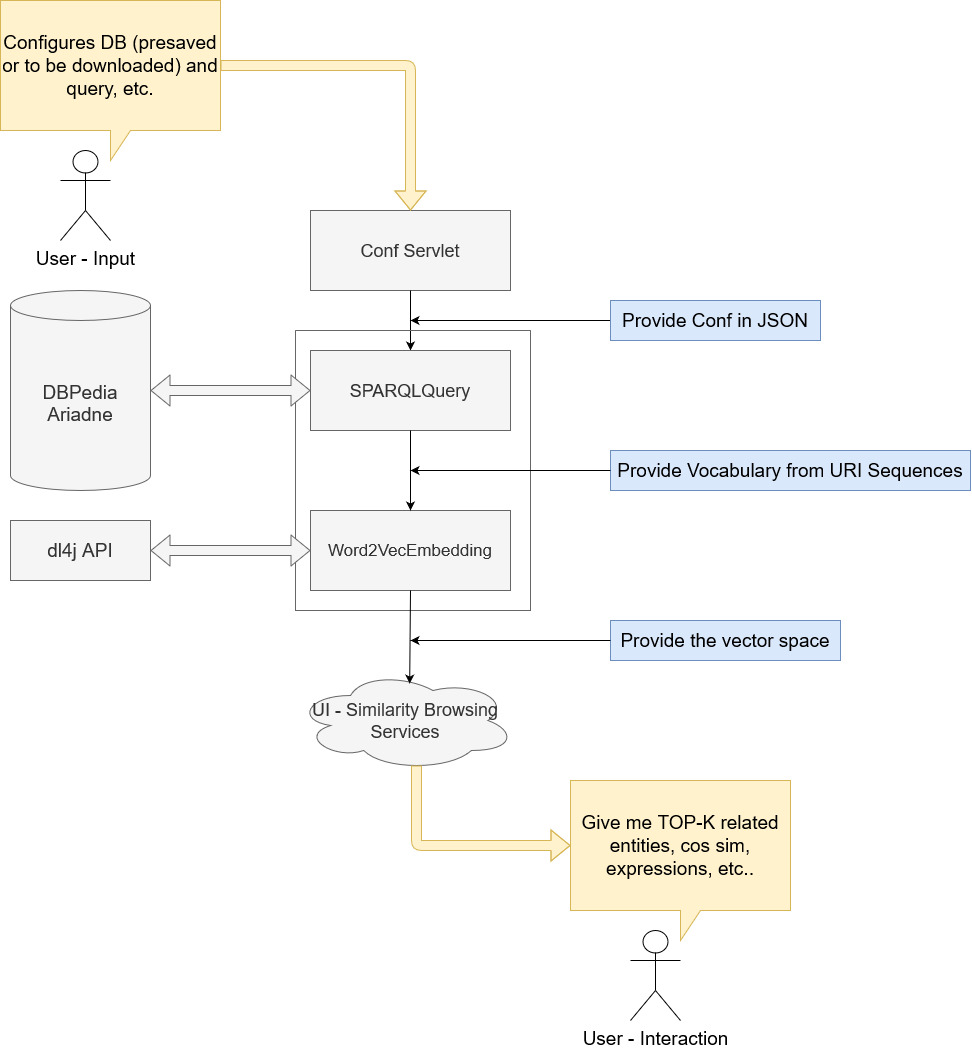 Configures DB (presaved
or to be downloaded) and
query, etc.
User - Input
Conf Servlet
Provide Conf in JSON
DBPedia
Ariadne
SPARQLQuery
Provide Vocabulary from URI Sequences
dl4j API
Word2VecEmbedding
Provide the vector space
UI - Similarity Browsing
Services
Give me TOP-K related
entities, cos sim,
expressions, etc..
User - Interaction